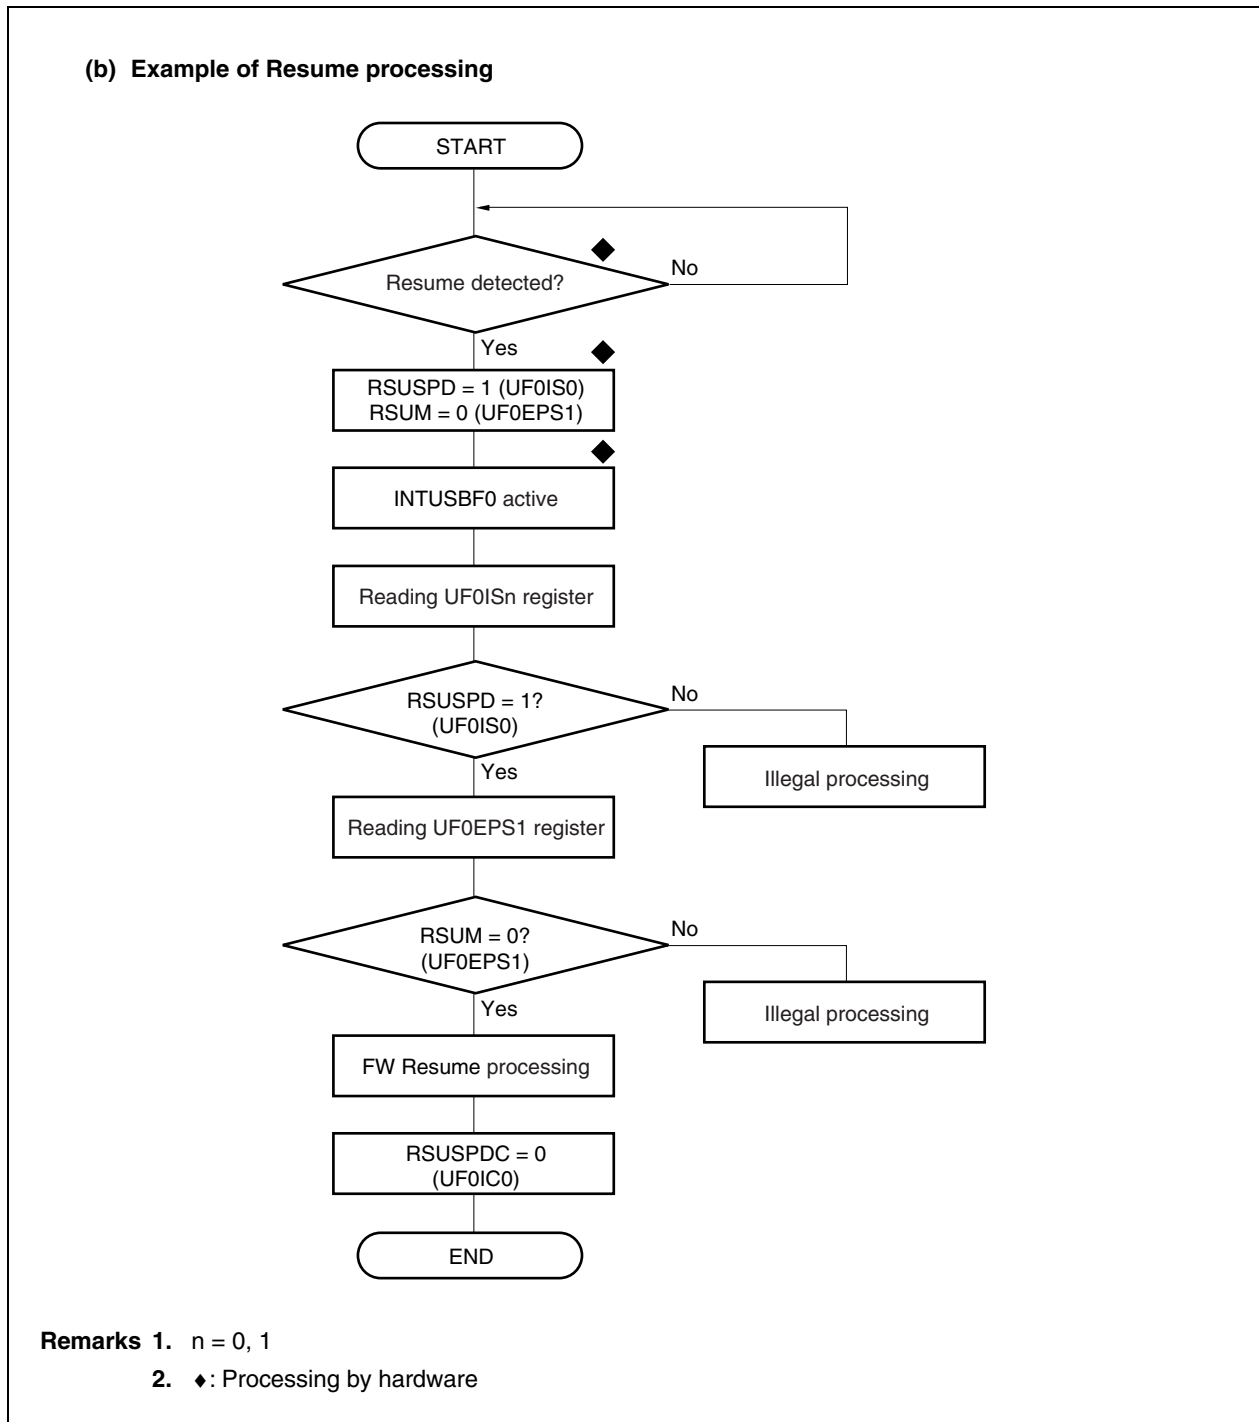 (b) Example of Resume processing
START
Resume detected?
No
Yes
RSUSPD = 1 (UF0IS0)
RSUM = 0 (UF0EPS1)
INTUSBF0 active
Reading UF0ISn register
RSUSPD = 1?
(UF0IS0)
No
Yes
Illegal processing
Reading UF0EPS1 register
RSUM = 0?
(UF0EPS1)
No
Yes
Illegal processing
FW Resume processing
RSUSPDC = 0
(UF0IC0)
END
Remarks 1. n = 0, 1
2. ♦: Processing by hardware